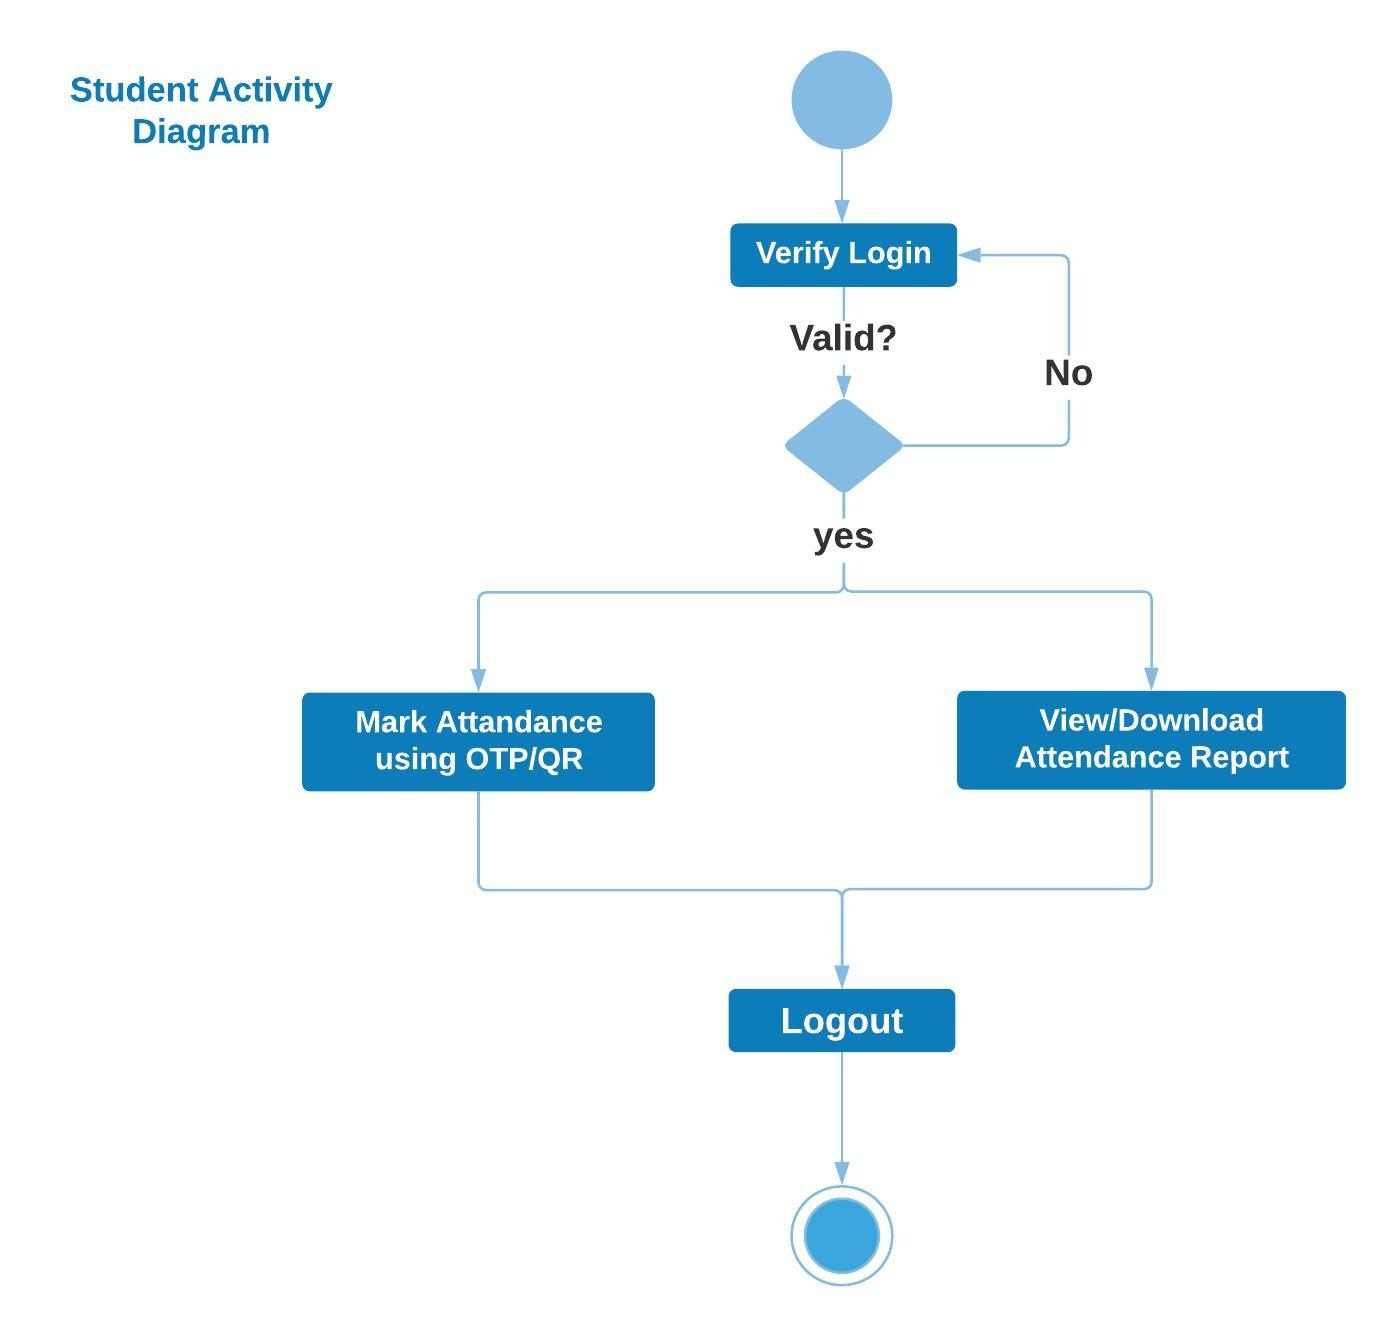 Student Activity
Diagram
Verify Login
Valid?
No
yes
Mark Attandance
using OTP/QR
View/Download
Attendance Report
Logout